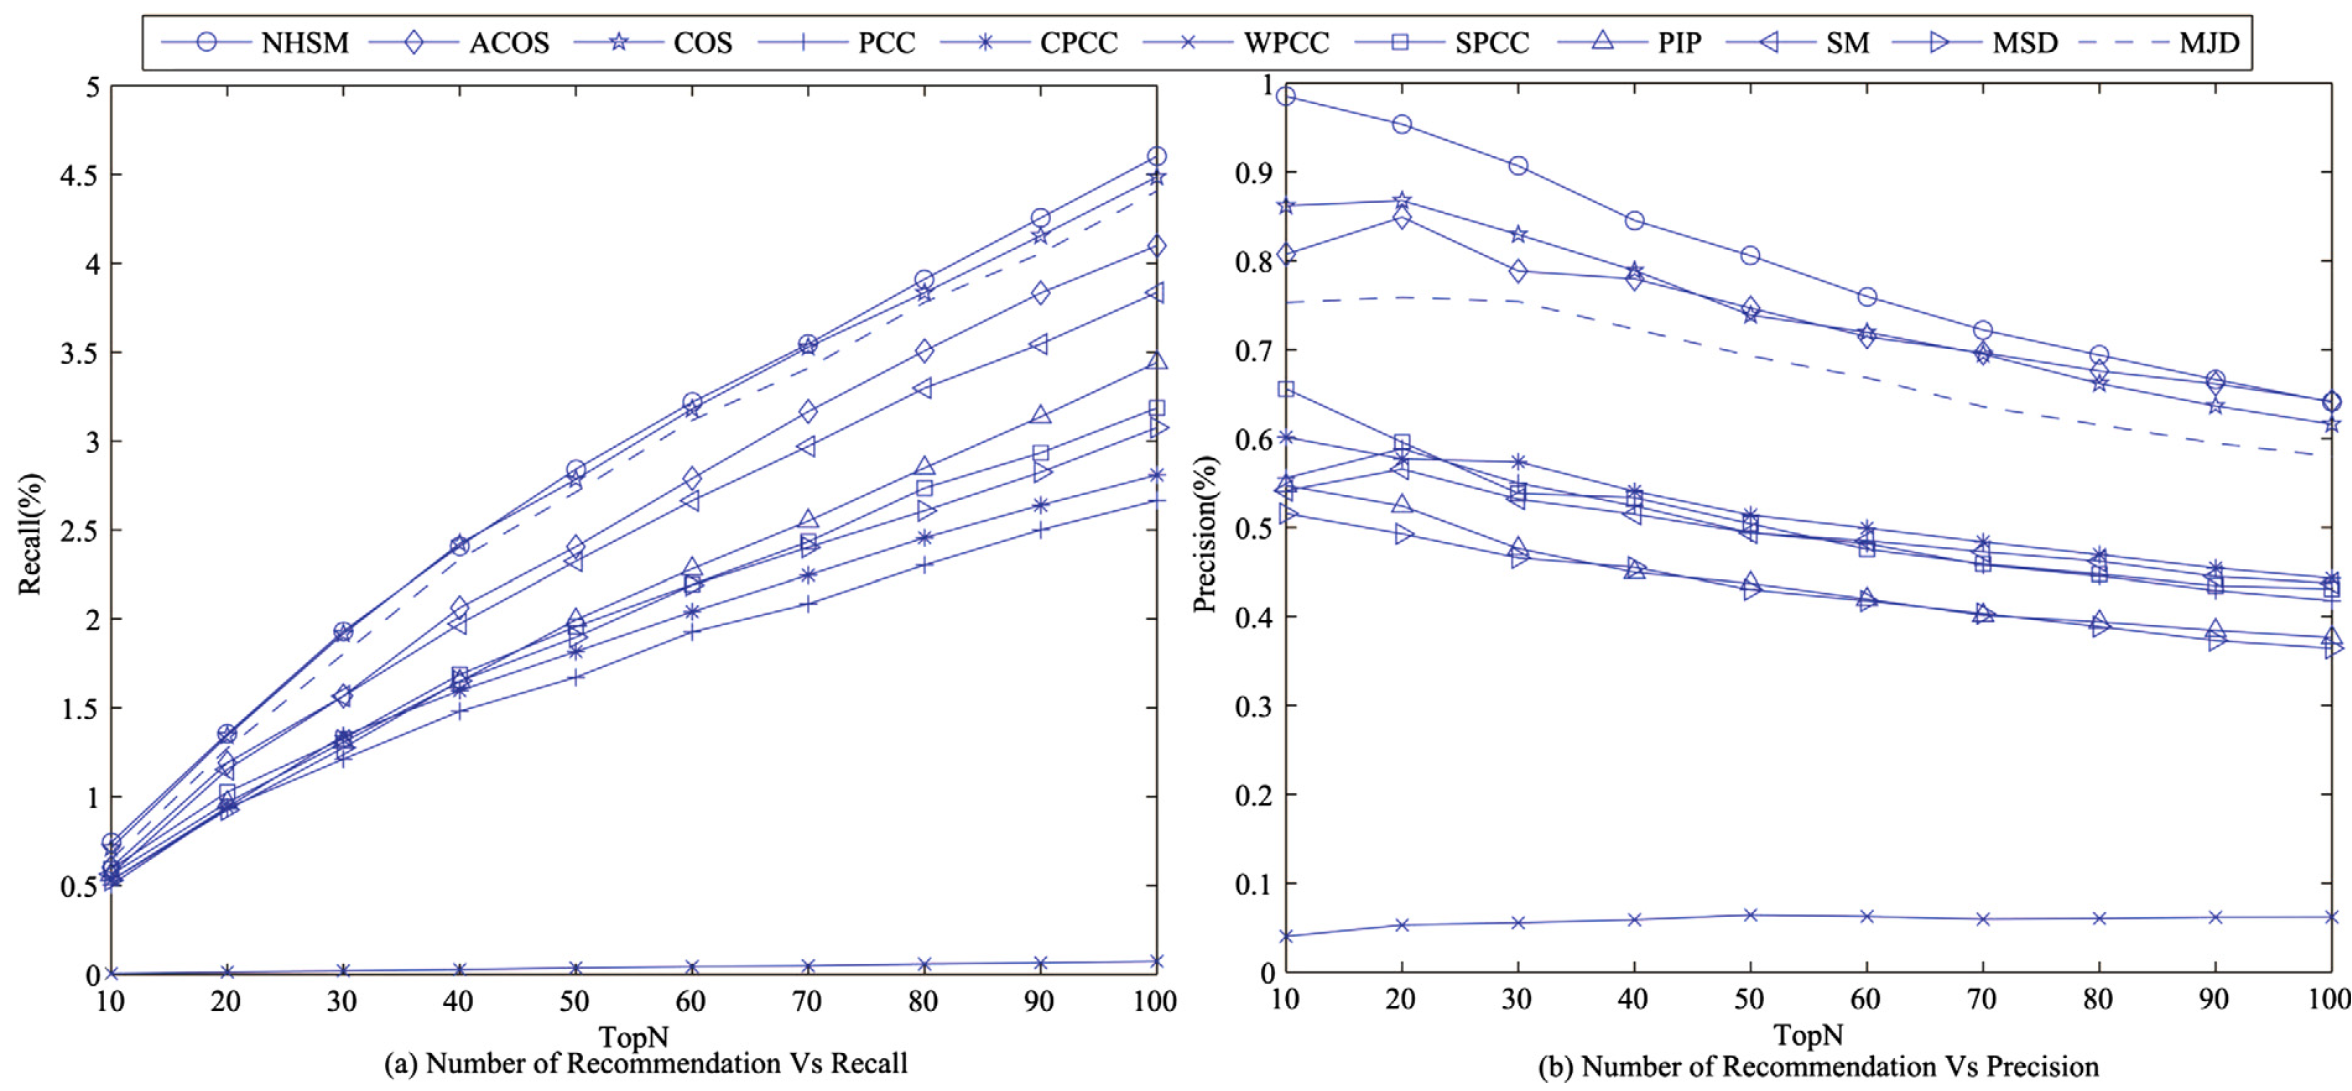 NHSM ACOS COS PCC CPCC WPCC SPCC PIP SM MSD MJD
5
4.5
4
3.5
3
2.5
2
1.5
1
0.5
0
Recall(%)
10 20 30 40 50 60 70 80 90 100
TopN
(a) Number of Recommendation Vs Recall
1
0.9
0.8
0.7
0.6
0.5
0.4
0.3
0.2
0.1
0
Precision(%)
10 20 30 40 50 60 70 80 90 100
TopN
(b) Number of Recommendation Vs Precision